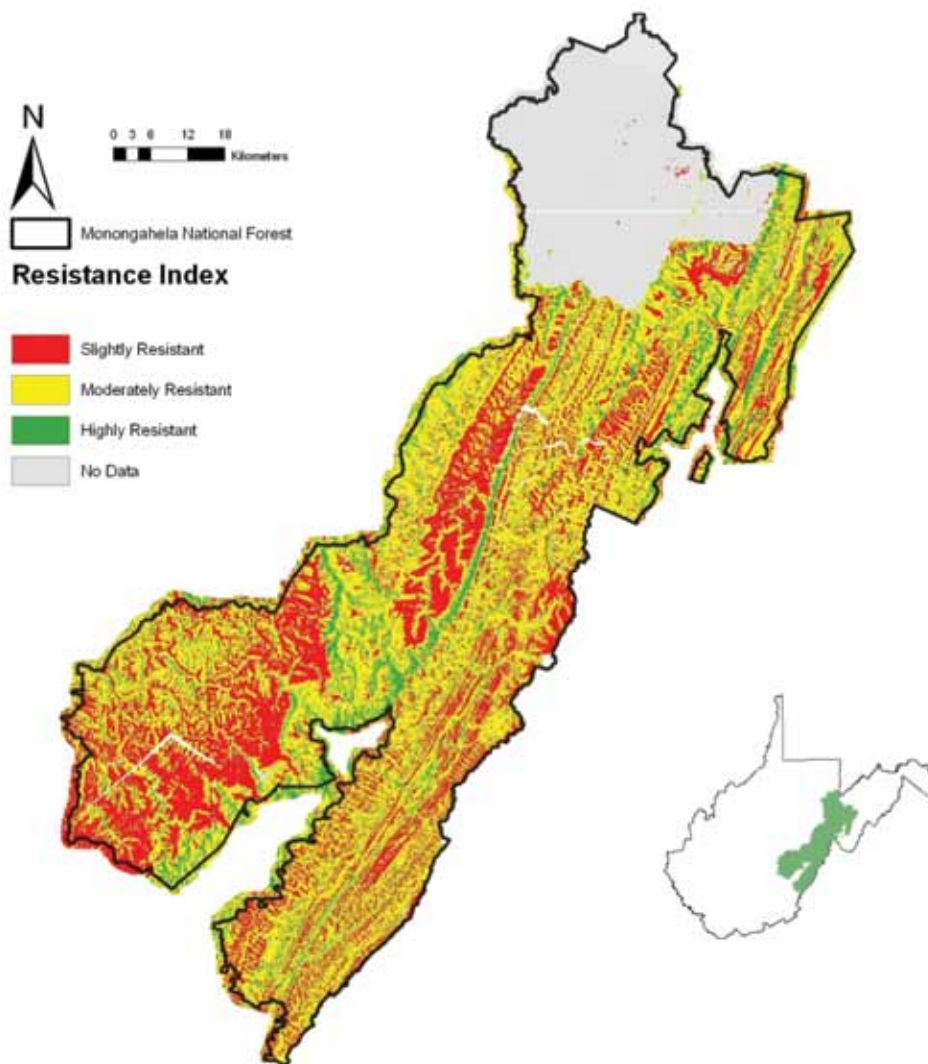 N
0 3 6 12 18
Kilometers
Monongahela National Forest
Resistance Index
Slightly Resistant
Moderately Resistant
Highly Resistant
No Data